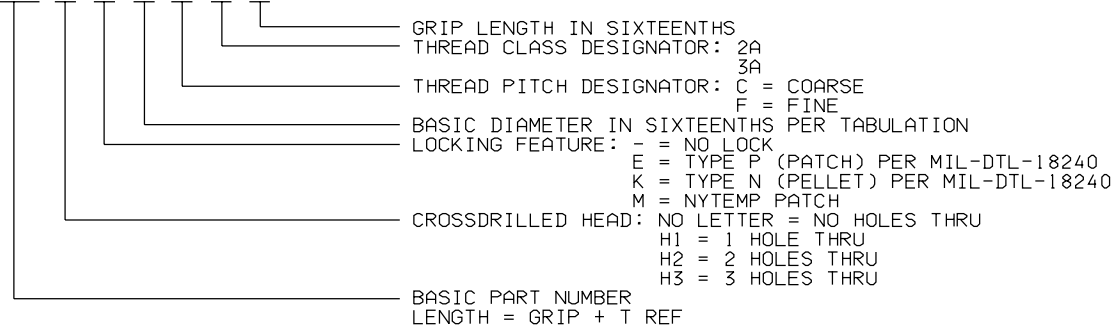 GRIP LENGTH IN SIXTEENTHS
THREAD CLASS DESIGNATOR: 2A
3A
THREAD PITCH DESIGNATOR: C = COARSE
F = FINE
BASIC DIAMETER IN SIXTEENTHS PER TABULATION
LOCKING FEATURE: - = NO LOCK
E = TYPE P (PATCH) PER MIL-DTL-18240
K = TYPE N (PELLET) PER MIL-DTL-18240
M = NYTEMP PATCH
CROSSDRILLED HEAD: NO LETTER = NO HOLES THRU
H1 = 1 HOLE THRU
H2 = 2 HOLES THRU
H3 = 3 HOLES THRU
BASIC PART NUMBER
LENGTH = GRIP + T REF